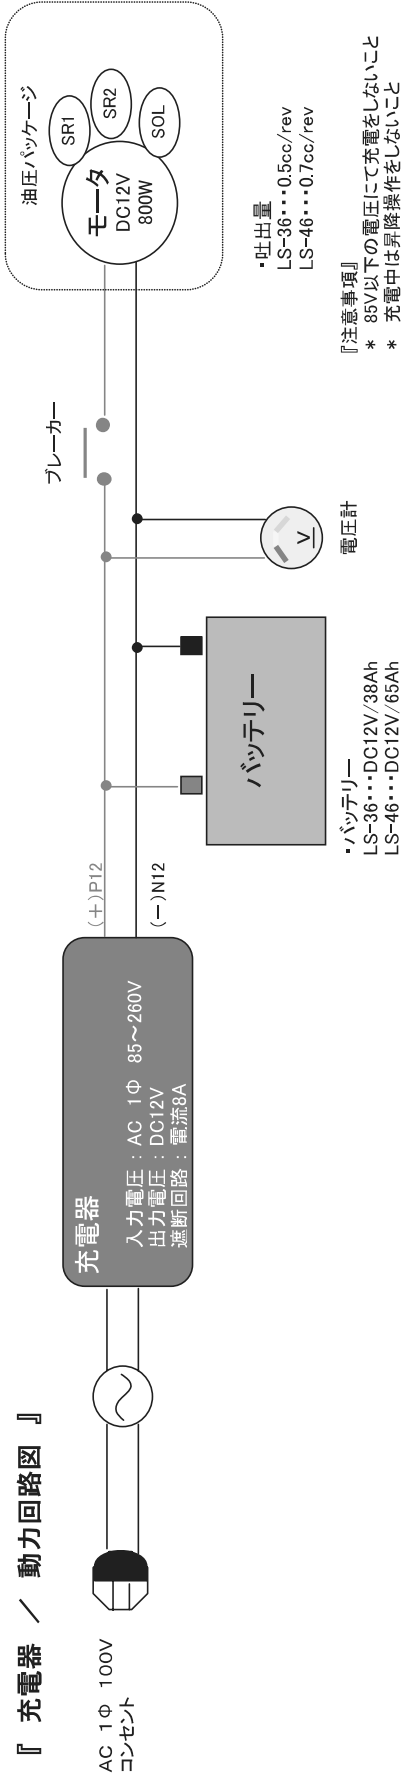 『 充電器 ／ 動力回路図 』
AC 1Φ 100V
コンセント
充電器
入力電圧：AC 1Φ 85～260V
出力電圧：DC12V
遮断回路：電流8A
(＋)P12
(－)N12
バッテリー
・バッテリー
LS-36･･･DC12V/38Ah
LS-46･･･DC12V/65Ah
V
電圧計
ブレーカー
油圧パッケージ
モータ
DC12V
800W
SR1
SR2
SOL
・吐出量
LS-36･･･0.5cc/rev
LS-46･･･0.7cc/rev
『注意事項』
＊ 85V以下の電圧にて充電をしないこと
＊ 充電中は昇降操作をしないこと